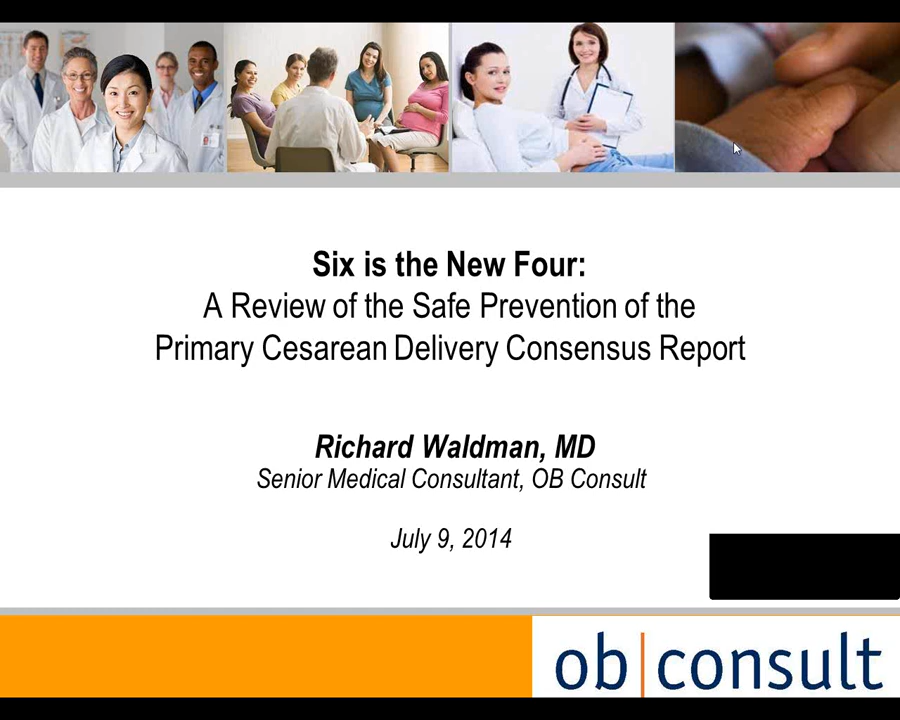 Six is the New Four:
A Review of the Safe Prevention of the
Primary Cesarean Delivery Consensus Report
Richard Waldman, MD
Senior Medical Consultant, OB Consult
July 9, 2014
ob consult